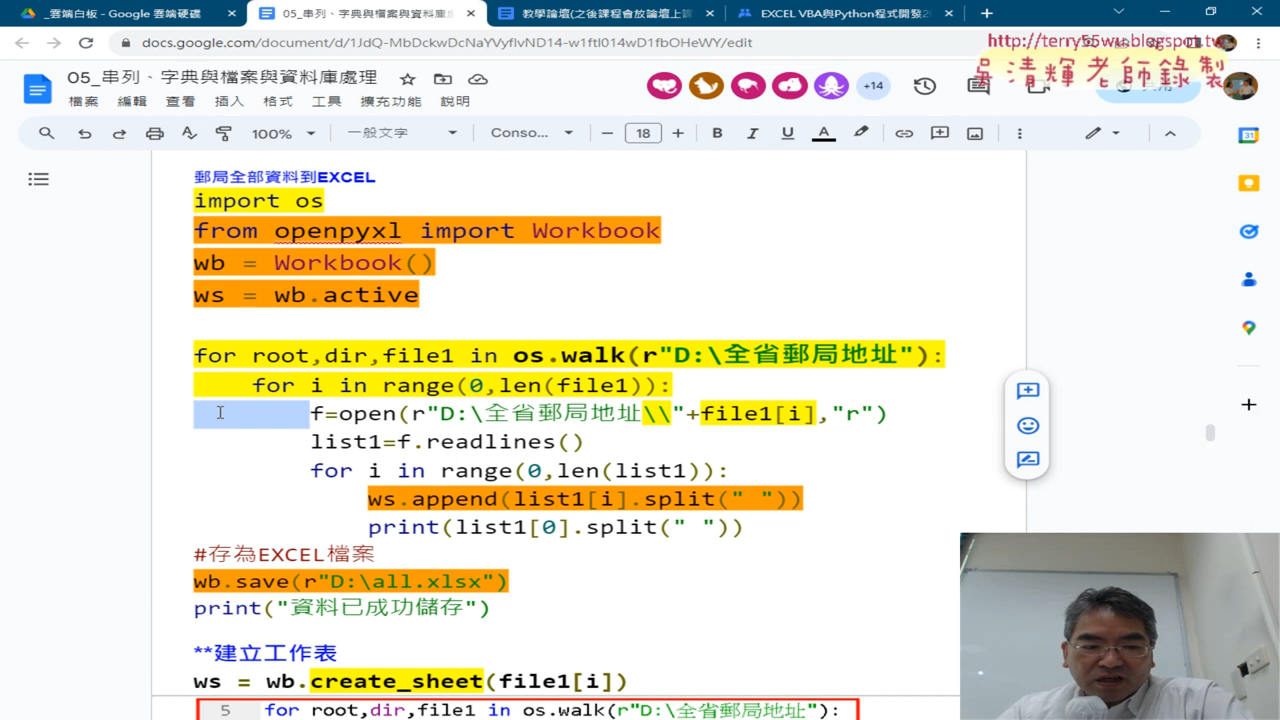 _雲端白板 - Google 雲端硬碟
05_串列、字典與檔案與資料庫處
教學論壇(之後課程會放論壇上課
EXCEL VBA與Python程式開發2
docs.google.com/document/d/1JdQ-MbDckwDcNaYVyflvND14-w1ftI014wD1fbOHeWY/edit
http://terry55wu.blogspot.tw
吳清輝老師錄製
05_串列、字典與檔案與資料庫處理
+14
檔案 編輯 查看 插入 格式 工具 擴充功能 說明
100% 一般文字 Conso... 18 B I U A
31
郵局全部資料到EXCEL
import os
from openpyxl import Workbook
wb = Workbook()
ws = wb.active
for root,dir,file1 in os.walk(r"D:\全省郵局地址"):
for i in range(0,len(file1)):
f=open(r"D:\全省郵局地址\\"+file1[i],"r")
list1=f.readlines()
for i in range(0,len(list1)):
ws.append(list1[i].split(" "))
print(list1[0].split(" "))
#存為EXCEL檔案
wb.save(r"D:\all.xlsx")
print("資料已成功儲存")
**建立工作表
ws = wb.create_sheet(file1[i])
5 for root,dir,file1 in os.walk(r"D:\全省郵局地址"):